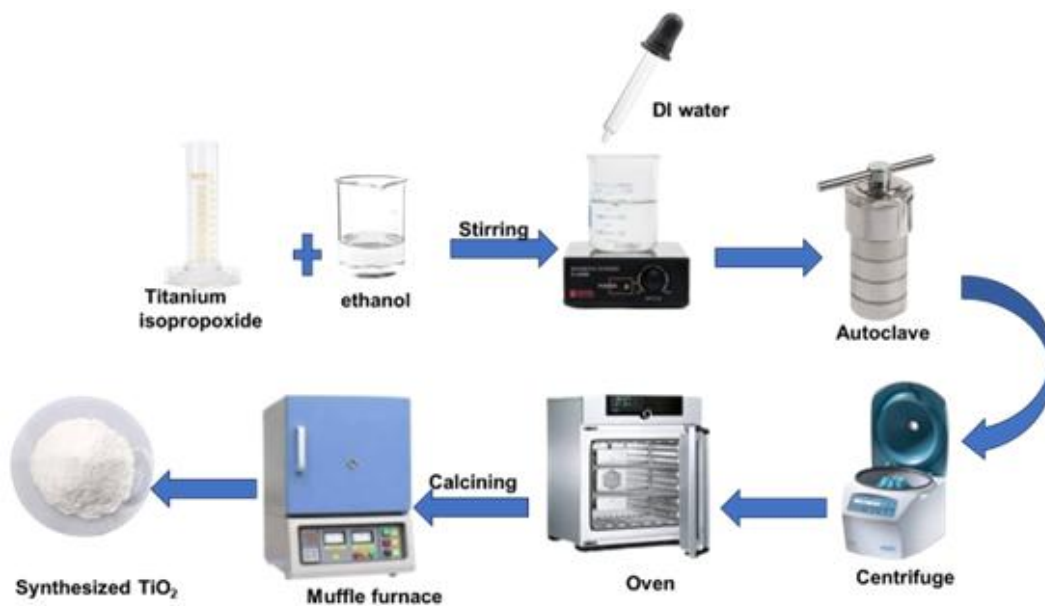 DI water
Stirring
Titanium
isopropoxide
ethanol
Autoclave
Calcining
Synthesized TiO₂
Muffle furnace
Oven
Centrifuge